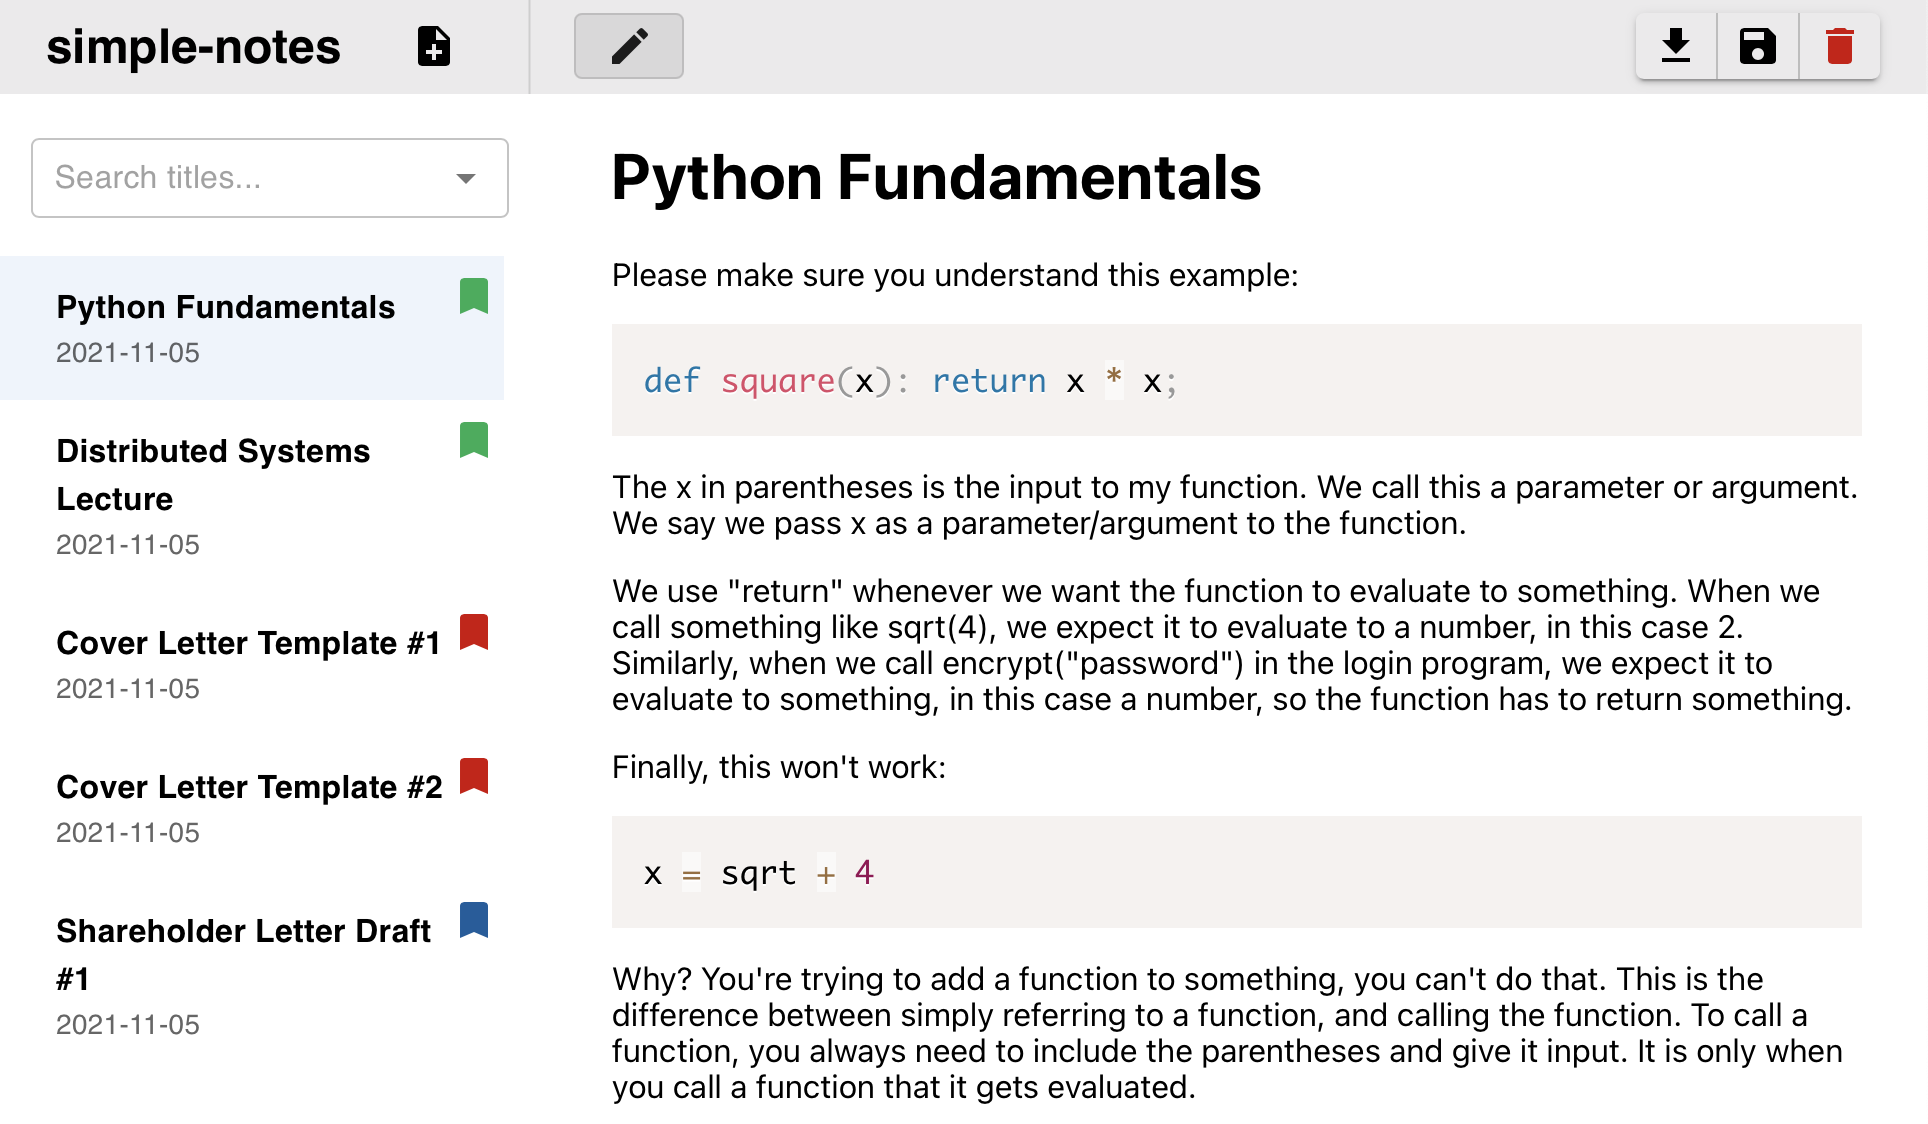 simple-notes
Search titles...
Python Fundamentals
2021-11-05
Distributed Systems
Lecture
2021-11-05
Cover Letter Template #1
2021-11-05
Cover Letter Template #2
2021-11-05
Shareholder Letter Draft
#1
2021-11-05
Python Fundamentals
Please make sure you understand this example:
def square(x): return x * x;
The x in parentheses is the input to my function. We call this a parameter or argument.
We say we pass x as a parameter/argument to the function.
We use "return" whenever we want the function to evaluate to something. When we
call something like sqrt(4), we expect it to evaluate to a number, in this case 2.
Similarly, when we call encrypt("password") in the login program, we expect it to
evaluate to something, in this case a number, so the function has to return something.
Finally, this won't work:
x = sqrt + 4
Why? You're trying to add a function to something, you can't do that. This is the
difference between simply referring to a function, and calling the function. To call a
function, you always need to include the parentheses and give it input. It is only when
you call a function that it gets evaluated.